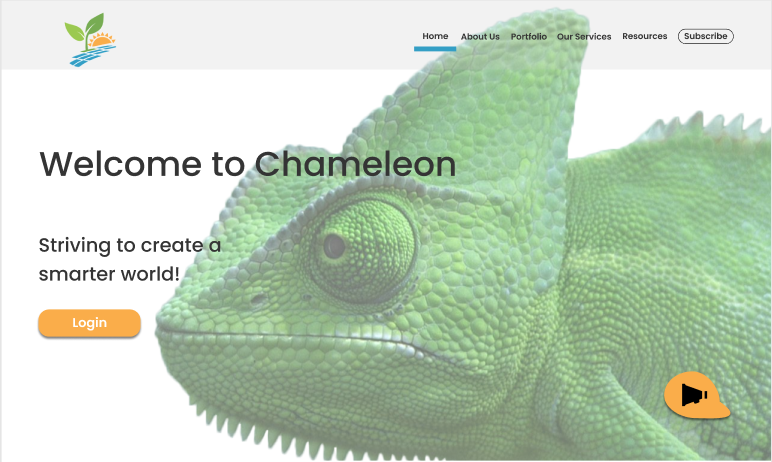 Home About Us Portfolio Our Services Resources Subscribe
Welcome to Chameleon
Striving to create a
smarter world!
Login